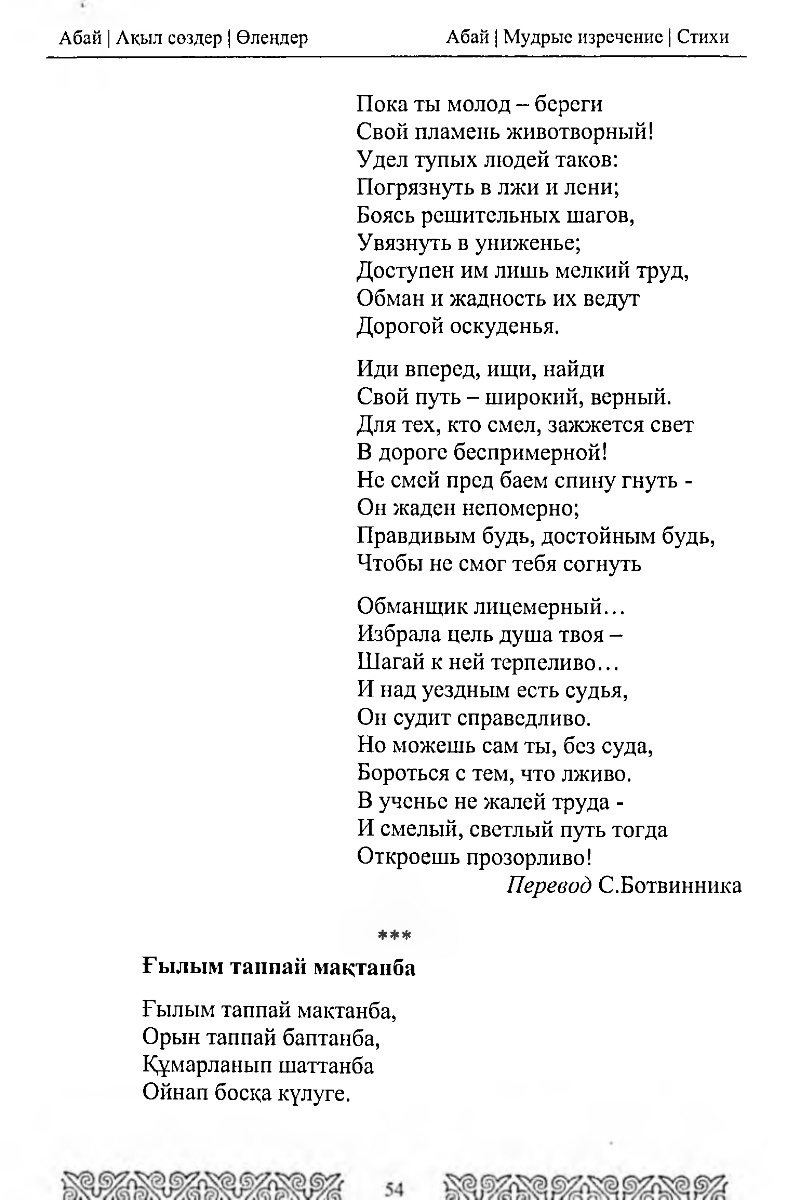 Абай | Ақыл сөздер | Өлеңдер
Абай | Мудрые изречение | Стихи
Пока ты молод – береги
Свой пламень животворный!
Удел тупых людей таков:
Погрязнуть в лжи и лени;
Боясь решительных шагов,
Увязнуть в униженье;
Доступен им лишь мелкий труд,
Обман и жадность их ведут
Дорогой оскуденья.
Иди вперед, ищи, найди
Свой путь – широкий, верный.
Для тех, кто смел, зажжется свет
В дороге беспримерной!
Не смей пред баем спину гнуть -
Он жаден непомерно;
Правдивым будь, достойным будь,
Чтобы не смог тебя согнуть
Обманщик лицемерный…
Избрала цель душа твоя –
Шагай к ней терпеливо…
И над уездным есть судья,
Он судит справедливо.
Но можешь сам ты, без суда,
Бороться с тем, что лживо.
В ученье не жалей труда -
И смелый, светлый путь тогда
Откроешь прозорливо!
Перевод С.Ботвинника
***
Ғылым таппай мақтанба
Ғылым таппай мақтанба,
Орын таппай баптанба,
Құмарланып шаттанба
Ойнап босқа күлуге.
54